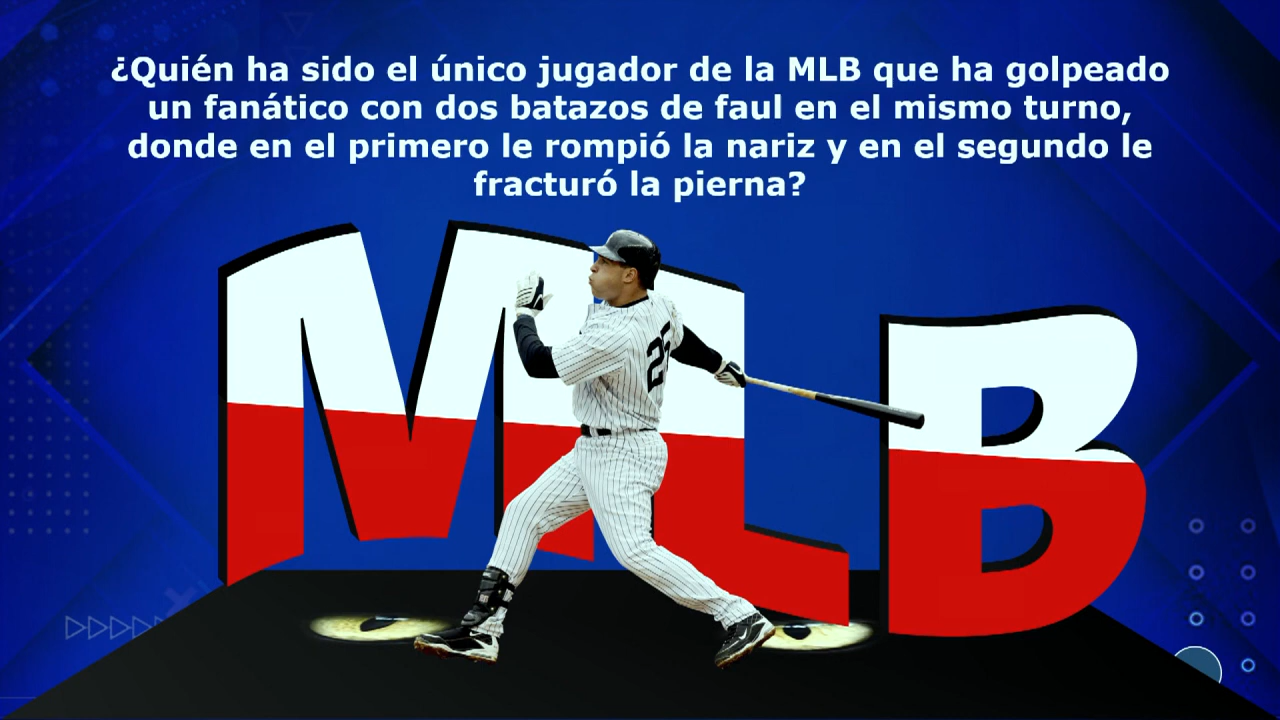 ¿Quién ha sido el único jugador de la MLB que ha golpeado
un fanático con dos batazos de faul en el mismo turno,
donde en el primero le rompió la nariz y en el segundo le
fracturó la pierna?
MLB
25